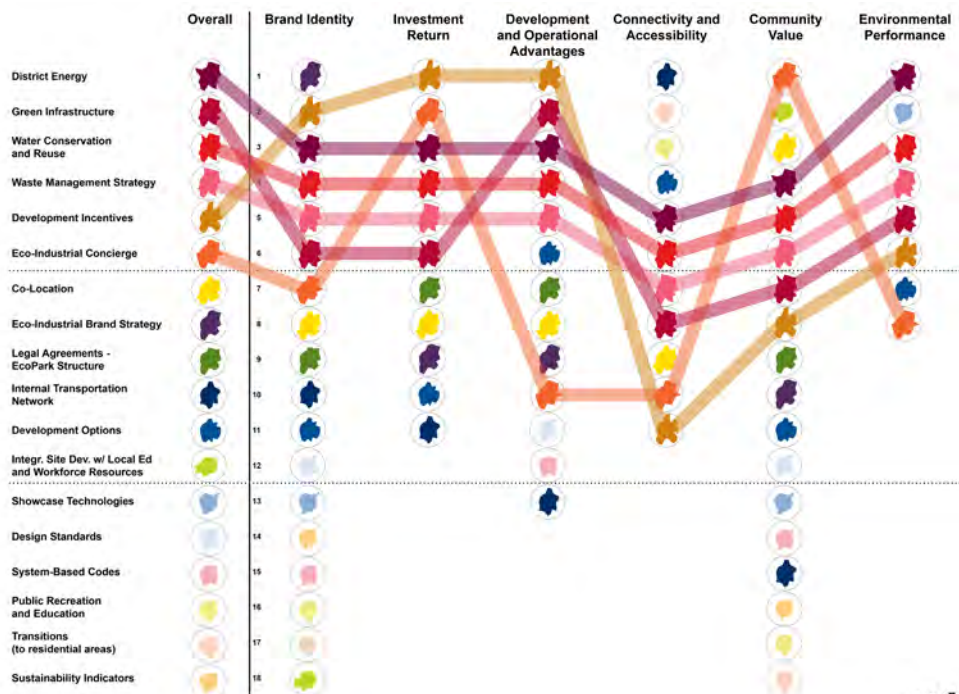 Overall
Brand Identity
Investment
Return
Development
and Operational
Advantages
Connectivity and
Accessibility
Community
Value
Environmental
Performance
District Energy
1
Green Infrastructure
2
Water Conservation
and Reuse
3
Waste Management Strategy
4
Development Incentives
5
Eco-Industrial Concierge
6
Co-Location
7
Eco-Industrial Brand Strategy
8
Legal Agreements -
EcoPark Structure
9
Internal Transportation
Network
10
Development Options
11
Integr. Site Dev. w/ Local Ed
and Workforce Resources
12
Showcase Technologies
13
Design Standards
14
System-Based Codes
15
Public Recreation
and Education
16
Transitions
(to residential areas)
17
Sustainability Indicators
18